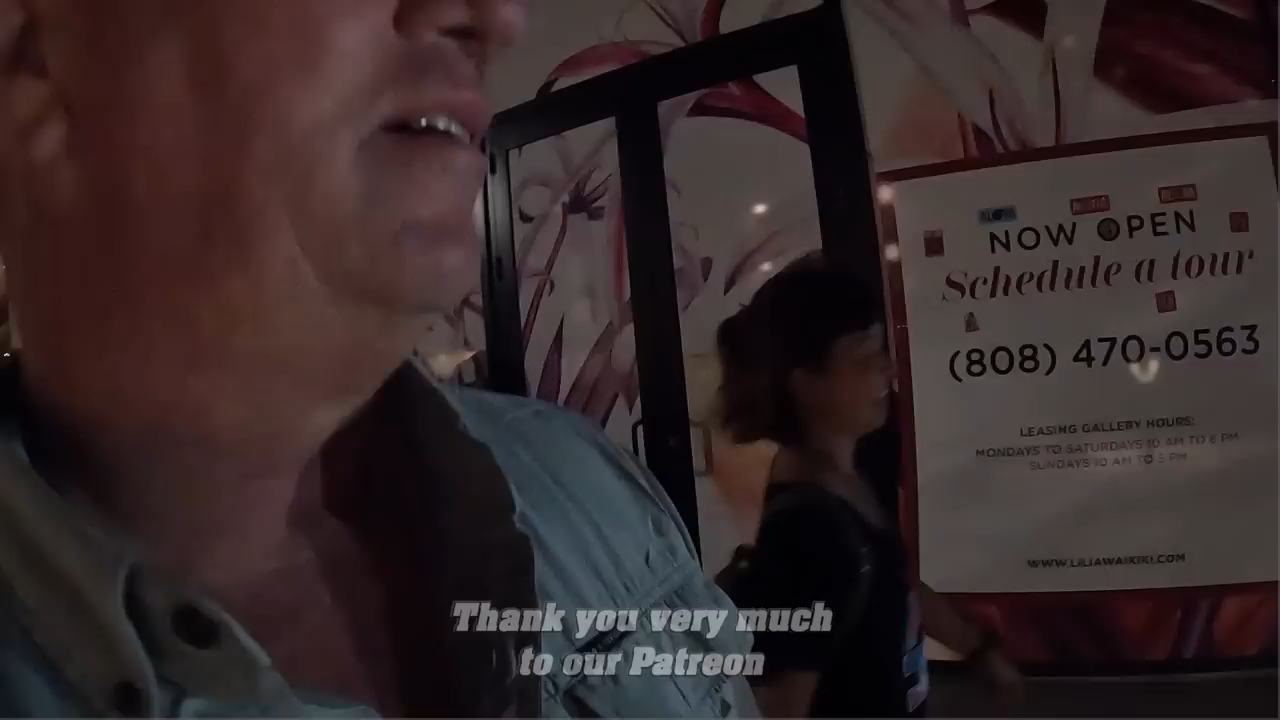 ALOHA
NOW OPEN
Schedule a tour
(808) 470-0563
LEASING GALLERY HOURS:
MONDAYS TO SATURDAYS 10 AM TO 6 PM
SUNDAYS 10 AM TO 5 PM
WWW.LILIAWAIKIKI.COM
Thank you very much
to our Patreon